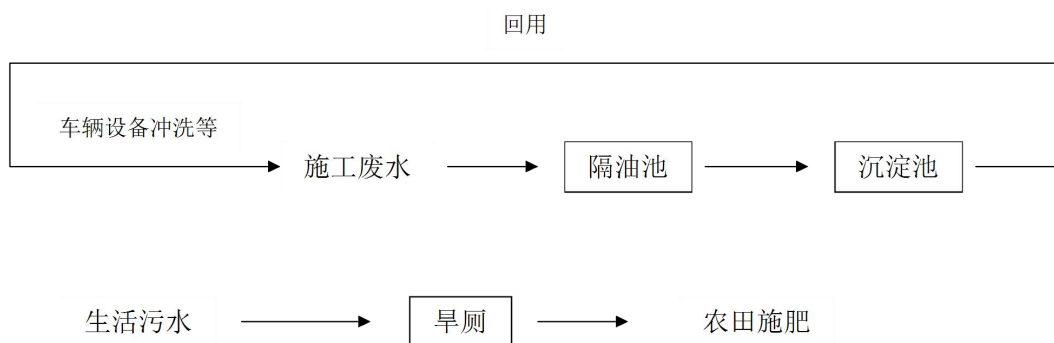 回用
车辆设备冲洗等
施工废水
隔油池
沉淀池
生活污水
旱厕
农田施肥